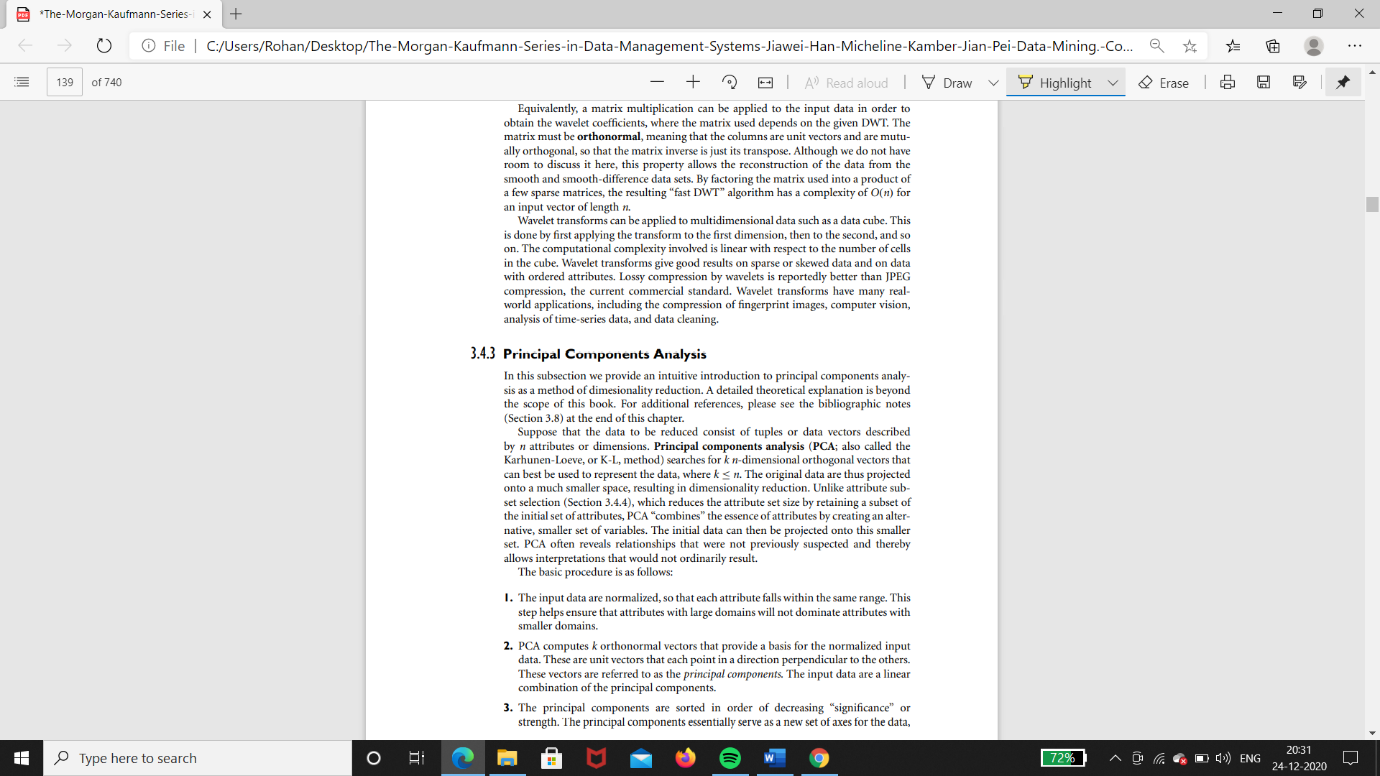 *The-Morgan-Kaufmann-Series-
File | C:/Users/Rohan/Desktop/The-Morgan-Kaufmann-Series-in-Data-Management-Systems-Jiawei-Han-Micheline-Kamber-Jian-Pei-Data-Mining.-Co...
139 of 740 Read aloud Draw Highlight Erase
Equivalently, a matrix multiplication can be applied to the input data in order to
obtain the wavelet coefficients, where the matrix used depends on the given DWT. The
matrix must be orthonormal, meaning that the columns are unit vectors and are mutu-
ally orthogonal, so that the matrix inverse is just its transpose. Although we do not have
room to discuss it here, this property allows the reconstruction of the data from the
smooth and smooth-difference data sets. By factoring the matrix used into a product of
a few sparse matrices, the resulting “fast DWT” algorithm has a complexity of O(n) for
an input vector of length n.
Wavelet transforms can be applied to multidimensional data such as a data cube. This
is done by first applying the transform to the first dimension, then to the second, and so
on. The computational complexity involved is linear with respect to the number of cells
in the cube. Wavelet transforms give good results on sparse or skewed data and on data
with ordered attributes. Lossy compression by wavelets is reportedly better than JPEG
compression, the current commercial standard. Wavelet transforms have many real-
world applications, including the compression of fingerprint images, computer vision,
analysis of time-series data, and data cleaning.
3.4.3 Principal Components Analysis
In this subsection we provide an intuitive introduction to principal components analy-
sis as a method of dimesionality reduction. A detailed theoretical explanation is beyond
the scope of this book. For additional references, please see the bibliographic notes
(Section 3.8) at the end of this chapter.
Suppose that the data to be reduced consist of tuples or data vectors described
by n attributes or dimensions. Principal components analysis (PCA; also called the
Karhunen-Loeve, or K-L, method) searches for k n-dimensional orthogonal vectors that
can best be used to represent the data, where k ≤ n. The original data are thus projected
onto a much smaller space, resulting in dimensionality reduction. Unlike attribute sub-
set selection (Section 3.4.4), which reduces the attribute set size by retaining a subset of
the initial set of attributes, PCA “combines” the essence of attributes by creating an alter-
native, smaller set of variables. The initial data can then be projected onto this smaller
set. PCA often reveals relationships that were not previously suspected and thereby
allows interpretations that would not ordinarily result.
The basic procedure is as follows:
1. The input data are normalized, so that each attribute falls within the same range. This
step helps ensure that attributes with large domains will not dominate attributes with
smaller domains.
2. PCA computes k orthonormal vectors that provide a basis for the normalized input
data. These are unit vectors that each point in a direction perpendicular to the others.
These vectors are referred to as the principal components. The input data are a linear
combination of the principal components.
3. The principal components are sorted in order of decreasing “significance” or
strength. The principal components essentially serve as a new set of axes for the data,
Type here to search
72%
ENG
20:31
24-12-2020